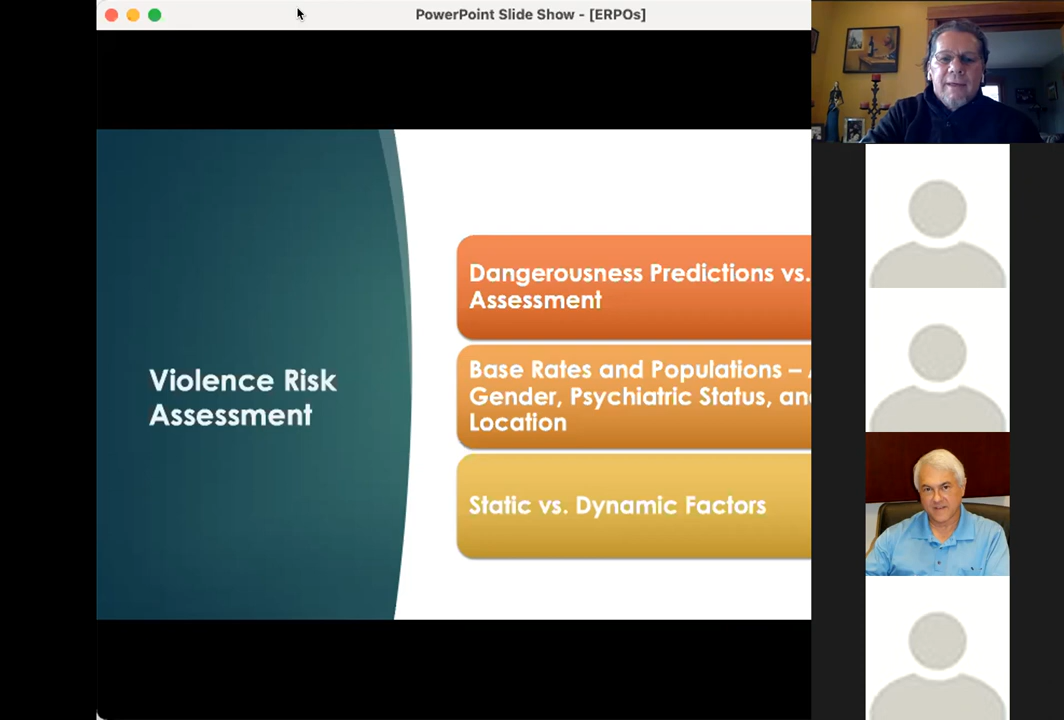 PowerPoint Slide Show - [ERPOs]
Violence Risk
Assessment
Dangerousness Predictions vs.
Assessment
Base Rates and Populations –
Gender, Psychiatric Status, an
Location
Static vs. Dynamic Factors